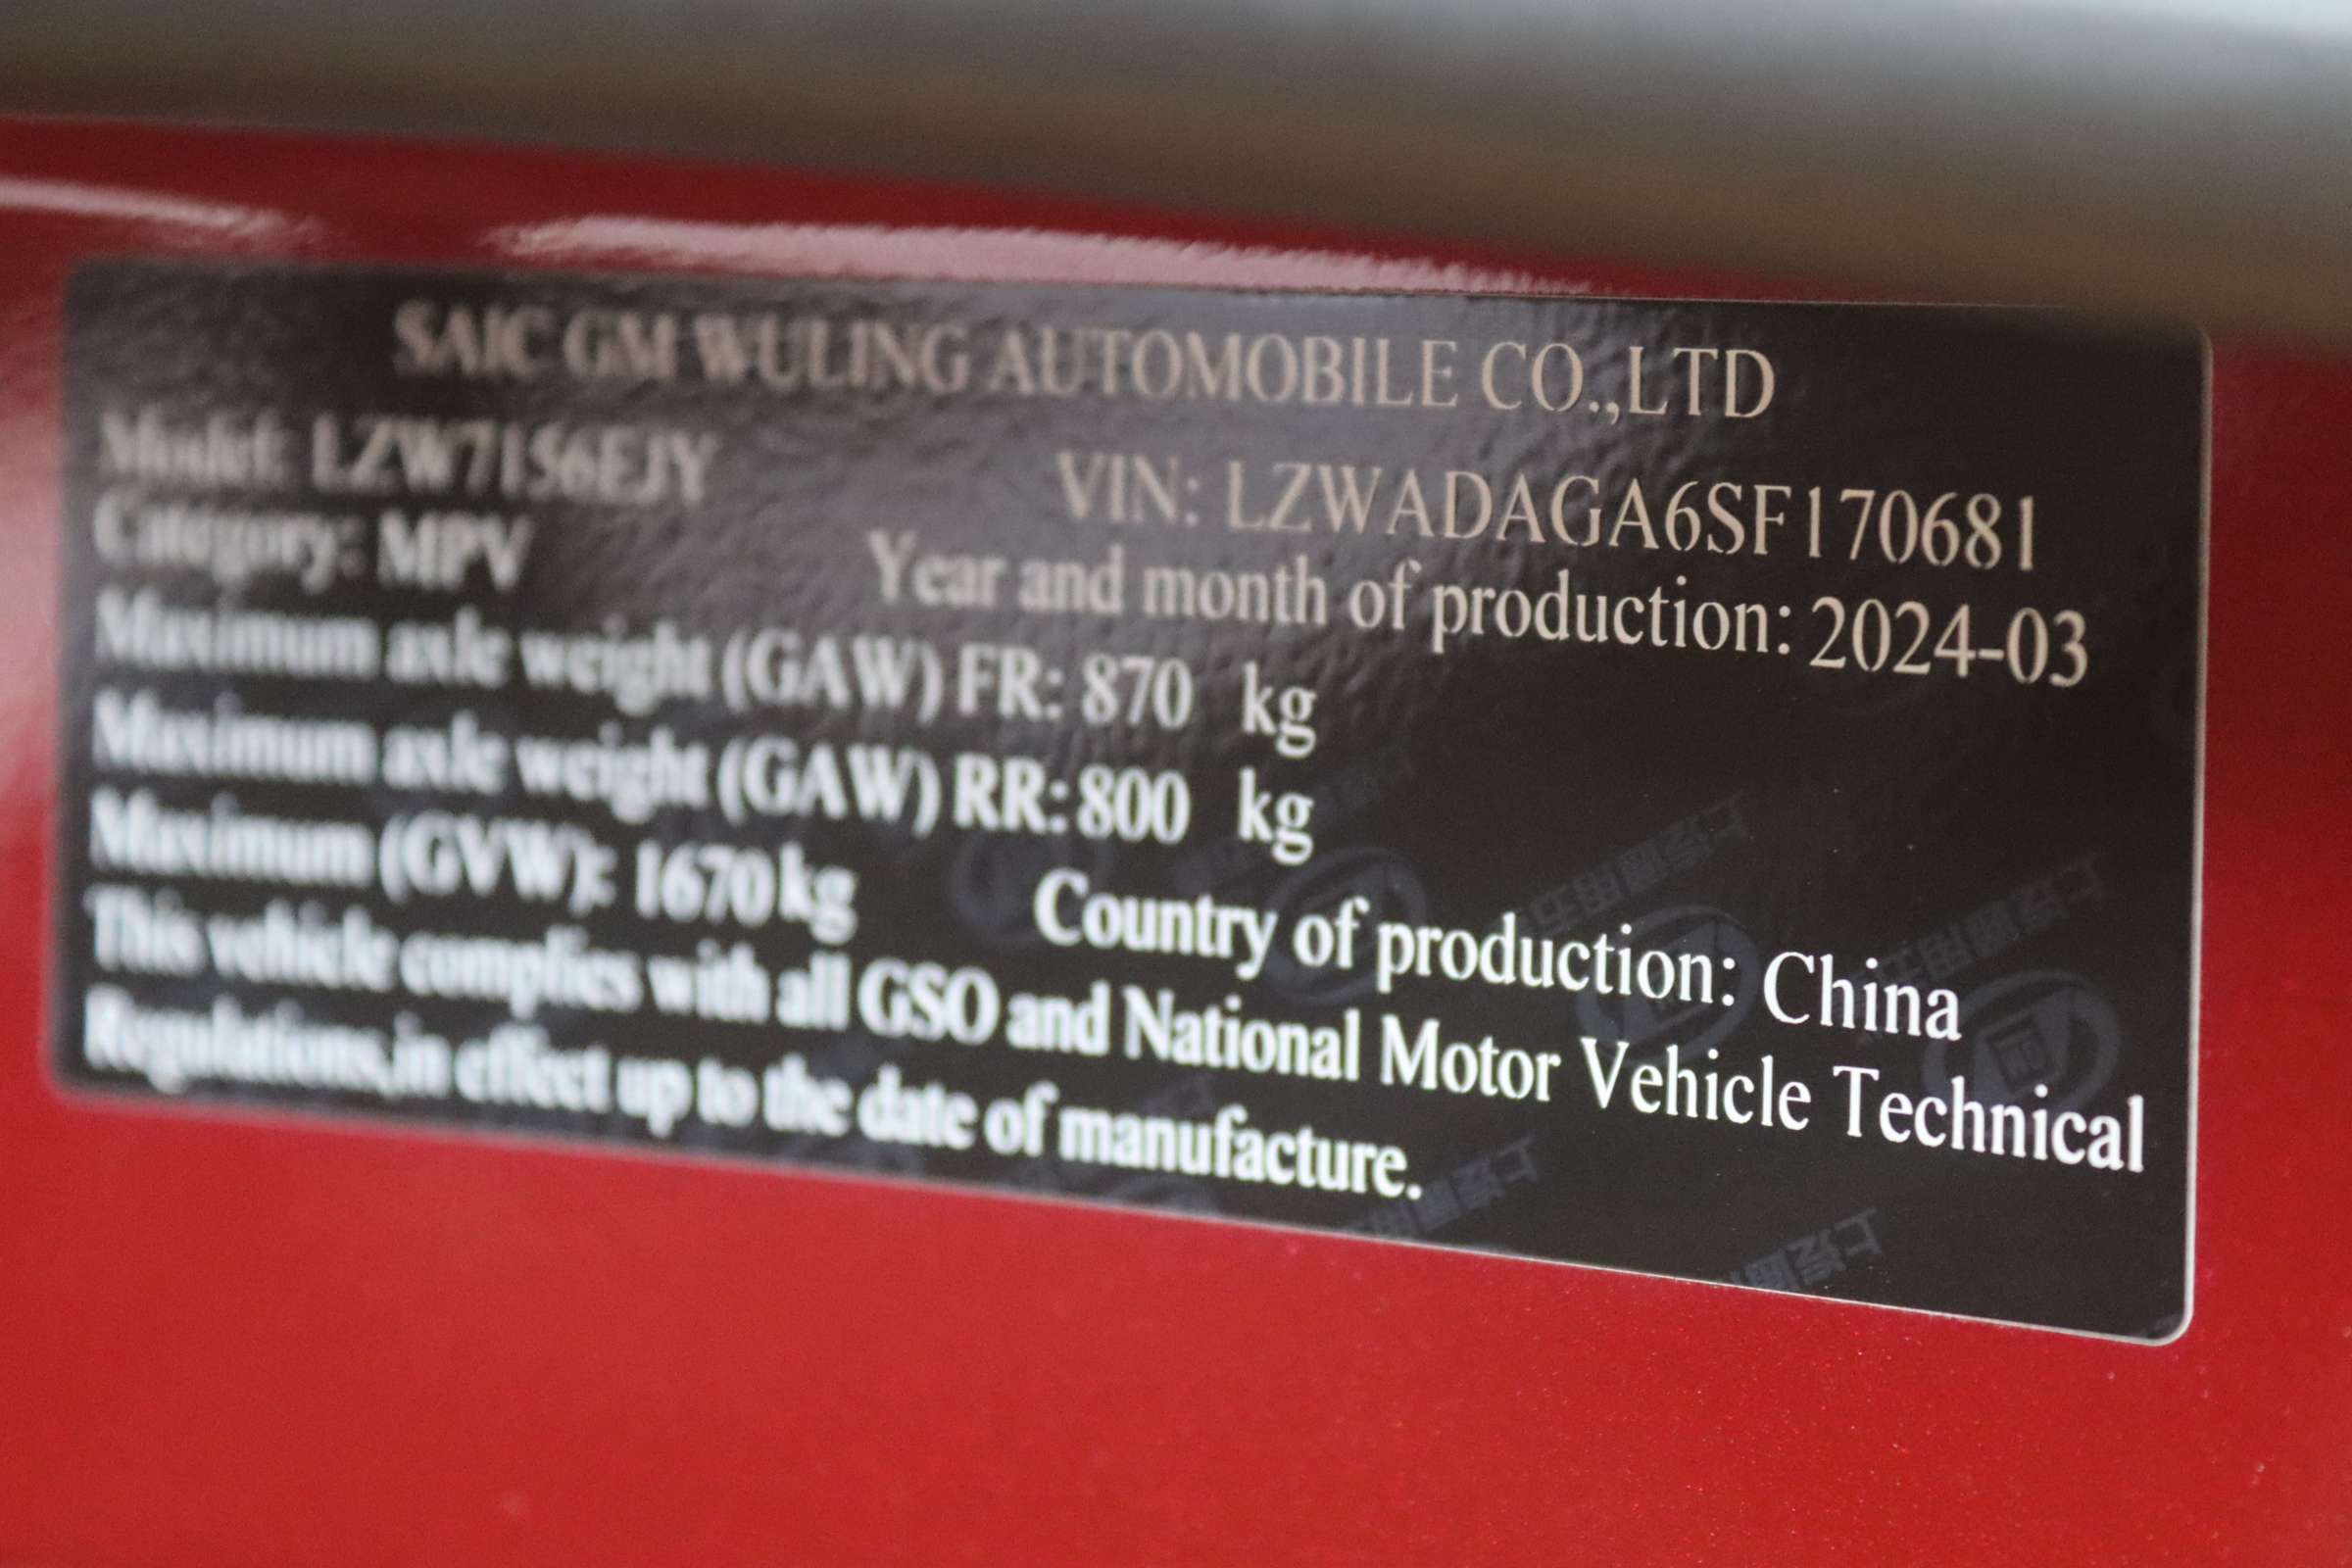 SAIC GM WULING AUTOMOBILE CO.,LTD
Model: LZW7156EJY VIN: LZWADAGA6SF170681
Category: MPV Year and month of production: 2024-03
Maximum axle weight (GAW) FR: 870 kg
Maximum axle weight (GAW) RR: 800 kg
Maximum (GVW): 1670 kg Country of production: China
This vehicle complies with all GSO and National Motor Vehicle Technical
Regulations,in effect up to the date of manufacture.